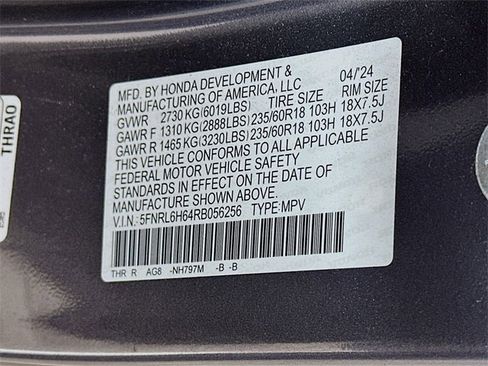 MFD. BY HONDA DEVELOPMENT & 04/'24
MANUFACTURING OF AMERICA, LLC
GVWR 2730 KG(6019LBS) TIRE SIZE RIM SIZE
GAWR F 1310 KG(2888LBS) 235/60R18 103H 18X7.5J
GAWR R 1465 KG(3230LBS) 235/60R18 103H 18X7.5J
THIS VEHICLE CONFORMS TO ALL APPLICABLE
FEDERAL MOTOR VEHICLE SAFETY
STANDARDS IN EFFECT ON THE DATE OF
MANUFACTURE SHOWN ABOVE.
V.I.N.: 5FNRL6H64RB056256 TYPE:MPV
THR R AG8 -NH797M -B -B
THRA0